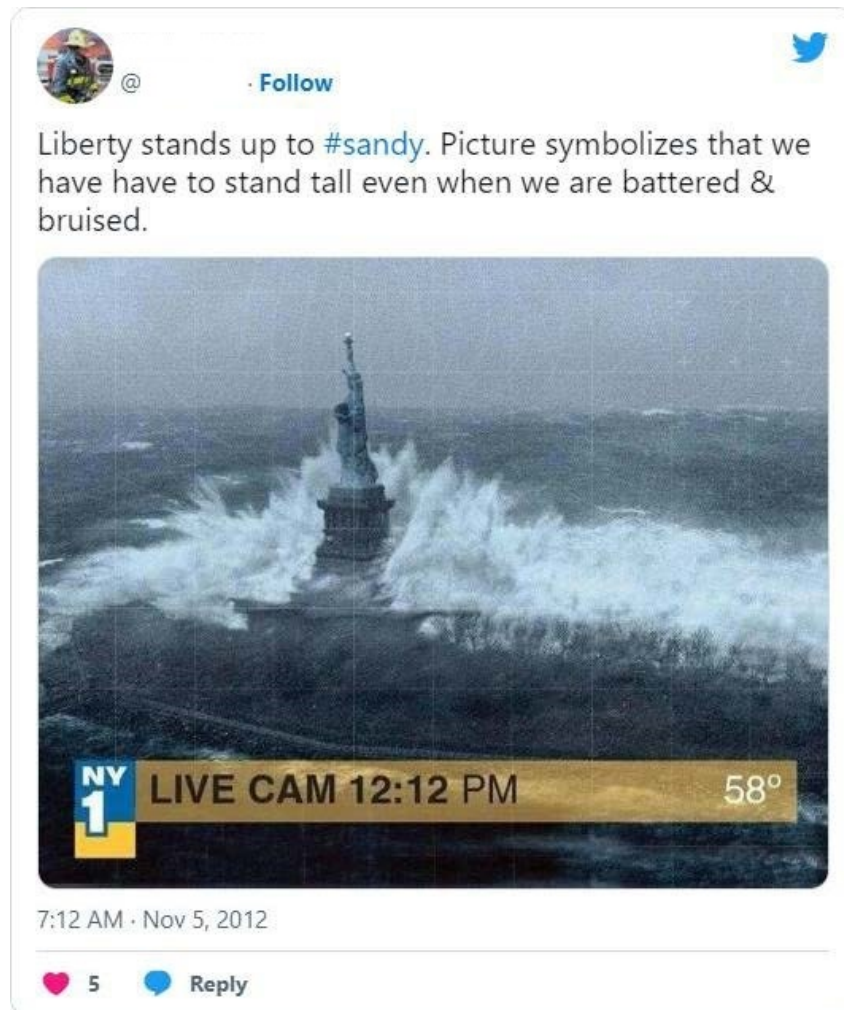 @ · Follow
Liberty stands up to #sandy. Picture symbolizes that we
have have to stand tall even when we are battered &
bruised.
NY
1
LIVE CAM 12:12 PM 58°
7:12 AM · Nov 5, 2012
5 Reply